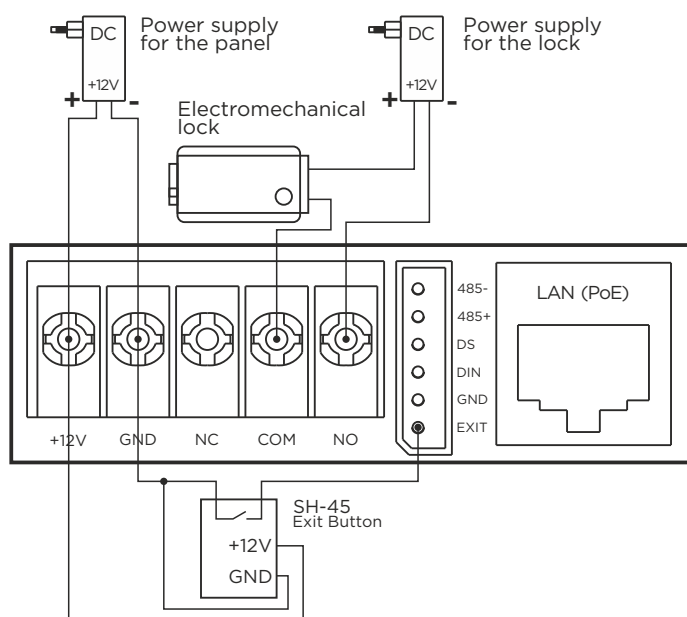 DC
+12V
+
-
Power supply
for the panel
DC
+12V
+
-
Power supply
for the lock
Electromechanical
lock
485-
485+
DS
DIN
GND
EXIT
LAN (PoE)
+12V
GND
NC
COM
NO
SH-45
Exit Button
+12V
GND